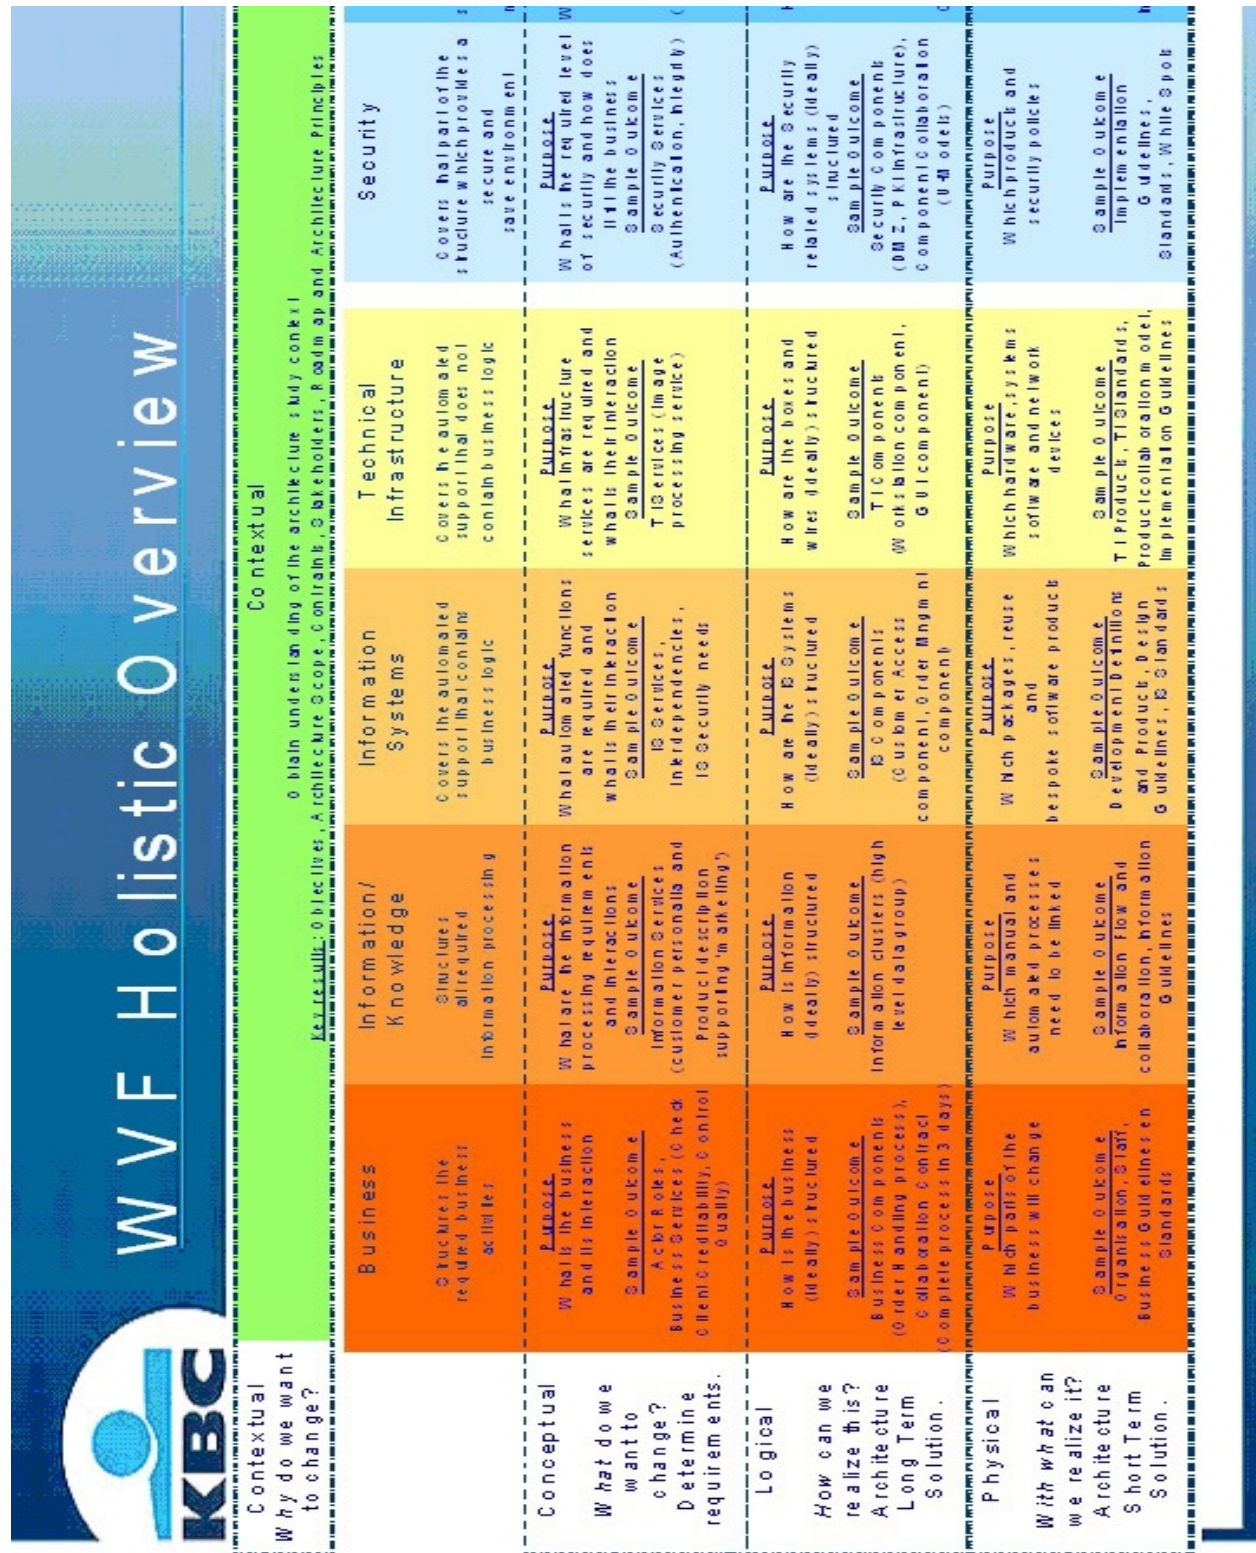 WVF Holistic Overview
KBC
Contextual
Why do we want
to change?
Contextual
Obtain understanding of the architecture study context
Key results: Objectives, Architecture Scope, Contraints, Stakeholders, Roadmap and Architecture Principles
Business
Structures the
required business
activities
Information/
Knowledge
Structures
all required
information processing
Information
Systems
Covers the automated
support that contains
business logic
Technical
Infrastructure
Covers the automated
support that does not
contain business logic
Security
Covers hat part of the
structure which provides a
secure and
save environment
Conceptual
What do we
want to
change?
Determine
requirements.
Purpose
What is the business
and its interaction
Sample Outcome
Actor Roles,
Business Services (Check
Client Creditability, Control
Quality)
Purpose
What are the information
processing requirements
and interactions
Sample Outcome
Information Services
(customer personalia and
Product description
supporting 'marketing')
Purpose
What automated functions
are required and
what is their interaction
Sample Outcome
IS Services,
Interdependencies,
IS Security needs
Purpose
What infrastructure
services are required and
what is their interaction
Sample Outcome
TI Services (Image
processing service)
Purpose
What is he required level
of security and how does
it hit the business
Sample Outcome
Security Services
(Authentication, Integrity)
Logical
How can we
realize this?
Architecture
Long Term
Solution.
Purpose
How is the business
(ideally) structured
Sample Outcome
Business Components
(Order Handling process),
Collaboration Contract
(Complete process in 3 days)
Purpose
How is information
(ideally) structured
Sample Outcome
Information clusters (high
level data group)
Purpose
How are the IS Systems
(ideally) structured
Sample Outcome
IS Components
(Customer Access
component, Order Mngmnt
component)
Purpose
How are the boxes and
wires (ideally) structured
Sample Outcome
TI Components
(Workstation component,
GUI component)
Purpose
How are the Security
related systems (ideally)
structured
Sample Outcome
Security Components
(DMZ, PKI nfrastructure),
Component Collaboration
(UM models)
Physical
With what can
we realize it?
Architecture
Short Term
Solution.
Purpose
Which parts of the
business will change
Sample Outcome
Organisation, Staff,
Business Guidelines en
Standards
Purpose
Which manual and
automated processes
need to be linked
Sample Outcome
Information Flow and
collaboration, Information
Guidelines
Purpose
Which packages, reuse
and
bespoke software products
Sample Outcome
Development Definitions
and Products, Design
Guidelines, IS Standards
Purpose
Which hardware, systems
software and network
devices
Sample Outcome
TI Products, TI Standards,
Product collaboration model,
Implementation Guidelines
Purpose
Which products and
security policies
Sample Outcome
Implementation
Guidelines,
Standards, White Spots